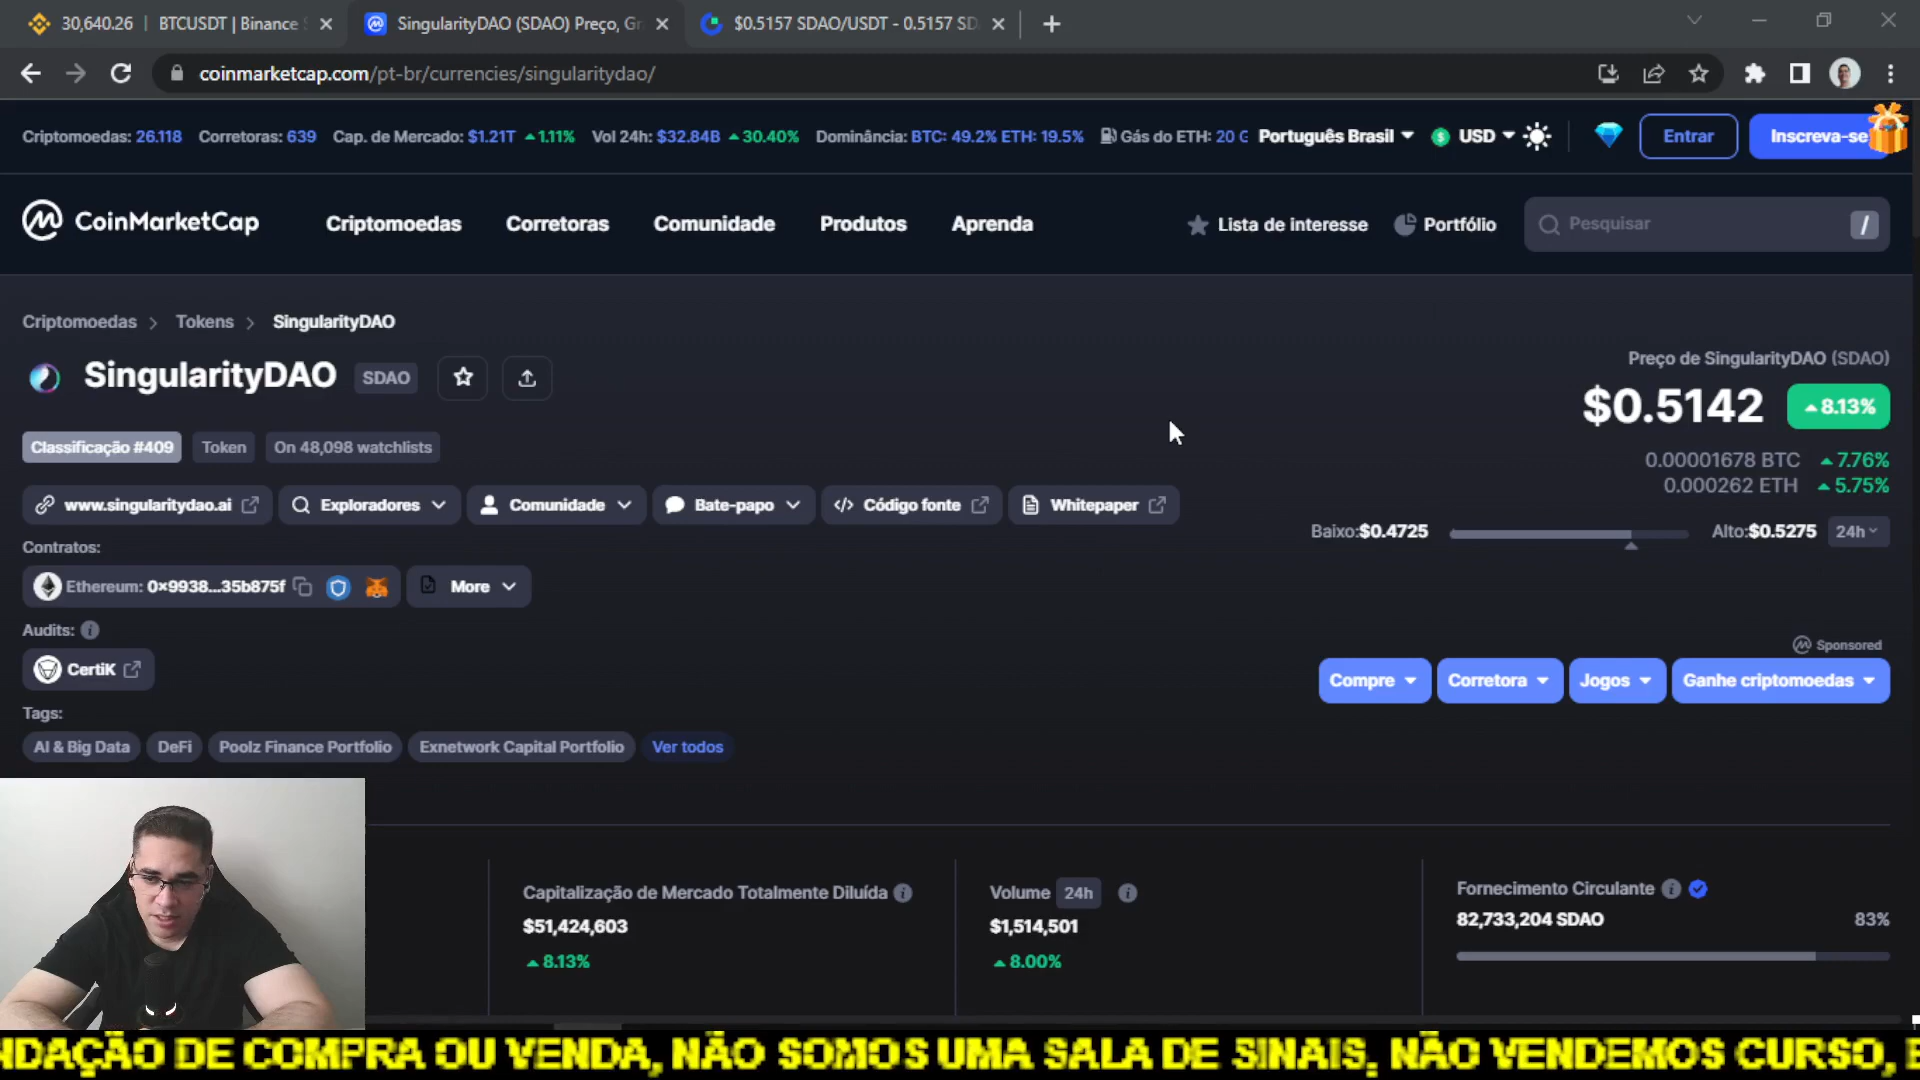 30,640.26 | BTCUSDT | Binance
SingularityDAO (SDAO) Preço, Gr
$0.5157 SDAO/USDT - 0.5157 SD
coinmarketcap.com/pt-br/currencies/singularitydao/
Criptomoedas: 26.118 Corretoras: 639 Cap. de Mercado: $1.21T 1.11% Vol 24h: $32.84B 30.40% Dominância: BTC: 49.2% ETH: 19.5% Gás do ETH: 20 G Português Brasil USD Entrar Inscreva-se
CoinMarketCap Criptomoedas Corretoras Comunidade Produtos Aprenda Lista de interesse Portfólio Pesquisar /
Criptomoedas > Tokens > SingularityDAO
SingularityDAO SDAO
Classificação #409 Token On 48,098 watchlists
www.singularitydao.ai Exploradores Comunidade Bate-papo Código fonte Whitepaper
Contratos:
Ethereum: 0x9938...35b875f More
Audits:
CertiK
Tags:
AI & Big Data DeFi Poolz Finance Portfolio Exnetwork Capital Portfolio Ver todos
Preço de SingularityDAO (SDAO)
$0.5142 8.13%
0.00001678 BTC 7.76%
0.000262 ETH 5.75%
Baixo:$0.4725 Alto:$0.5275 24h
Sponsored
Compre Corretora Jogos Ganhe criptomoedas
Capitalização de Mercado Totalmente Diluída
$51,424,603
8.13%
Volume 24h
$1,514,501
8.00%
Fornecimento Circulante
82,733,204 SDAO 83%
NDAÇÃO DE COMPRA OU VENDA, NÃO SOMOS UMA SALA DE SINAIS, NÃO VENDEMOS CURSO, E